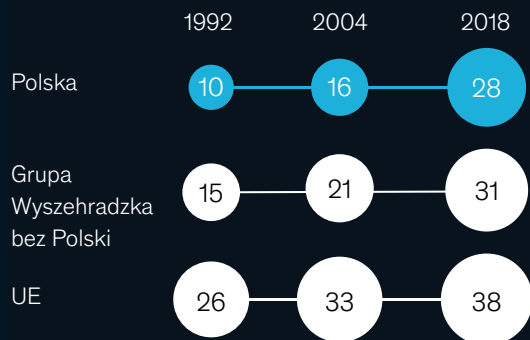 1992 2004 2018
Polska 10 16 28
Grupa
Wyszehradzka 15 21 31
bez Polski
UE 26 33 38